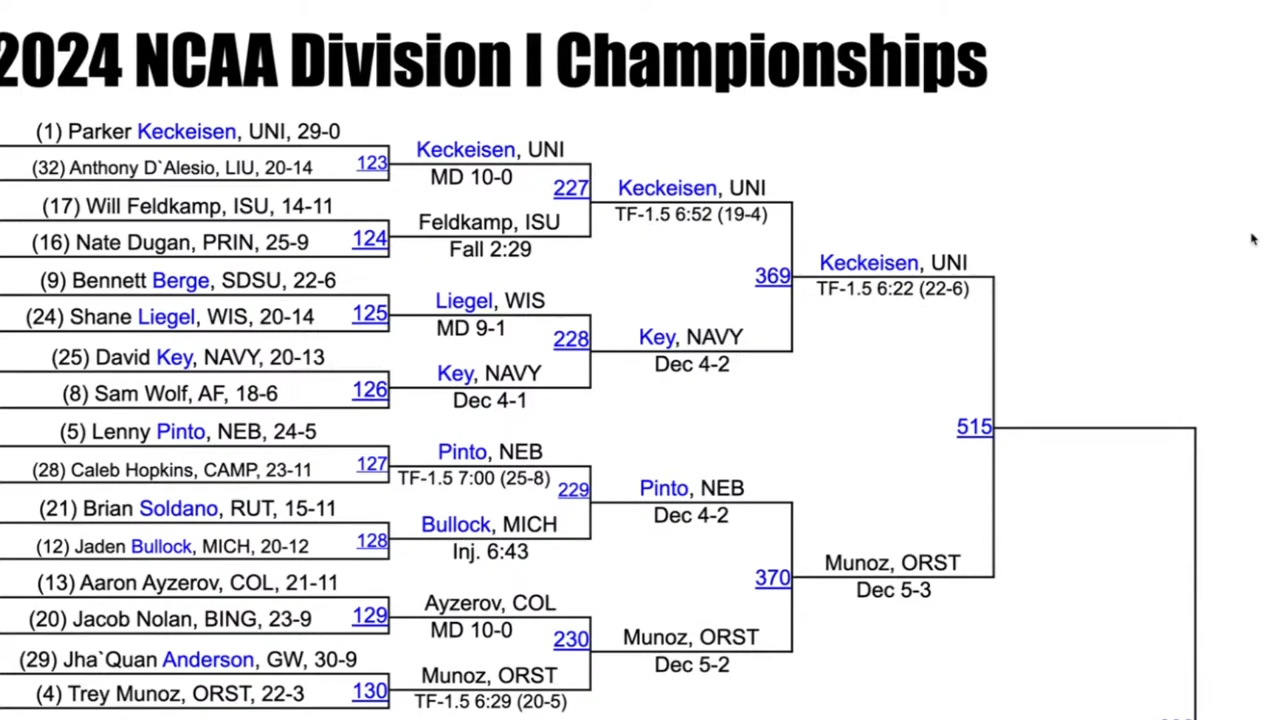 2024 NCAA Division I Championships
(1) Parker Keckeisen, UNI, 29-0
Keckeisen, UNI
(32) Anthony D`Alesio, LIU, 20-14
123
MD 10-0
227
Keckeisen, UNI
(17) Will Feldkamp, ISU, 14-11
TF-1.5 6:52 (19-4)
Feldkamp, ISU
(16) Nate Dugan, PRIN, 25-9
124
Fall 2:29
Keckeisen, UNI
369
(9) Bennett Berge, SDSU, 22-6
TF-1.5 6:22 (22-6)
Liegel, WIS
(24) Shane Liegel, WIS, 20-14
125
MD 9-1
228
Key, NAVY
(25) David Key, NAVY, 20-13
Dec 4-2
Key, NAVY
(8) Sam Wolf, AF, 18-6
126
Dec 4-1
515
(5) Lenny Pinto, NEB, 24-5
Pinto, NEB
(28) Caleb Hopkins, CAMP, 23-11
127
TF-1.5 7:00 (25-8)
229
Pinto, NEB
(21) Brian Soldano, RUT, 15-11
Dec 4-2
Bullock, MICH
(12) Jaden Bullock, MICH, 20-12
128
Inj. 6:43
Munoz, ORST
370
(13) Aaron Ayzerov, COL, 21-11
Dec 5-3
Ayzerov, COL
(20) Jacob Nolan, BING, 23-9
129
MD 10-0
230
Munoz, ORST
(29) Jha`Quan Anderson, GW, 30-9
Dec 5-2
Munoz, ORST
(4) Trey Munoz, ORST, 22-3
130
TF-1.5 6:29 (20-5)